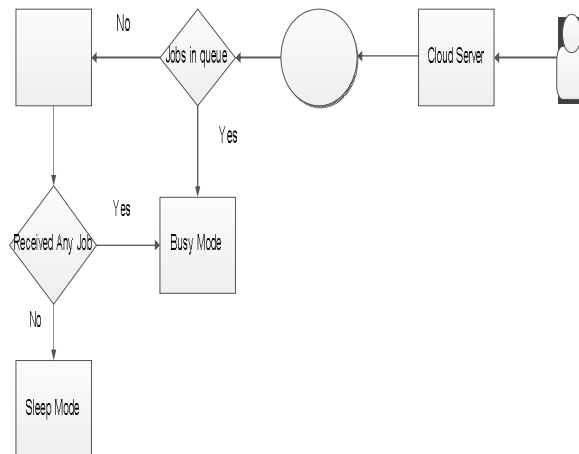 No
Jobs in queue
Cloud Server
Yes
Received Any Job
Yes
Busy Mode
No
Sleep Mode